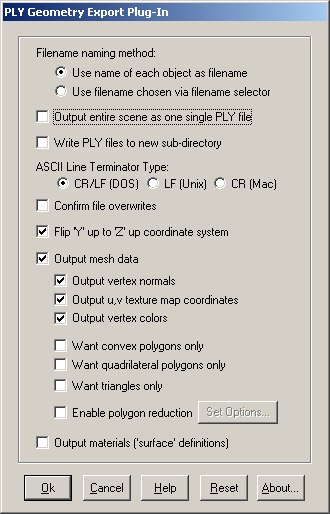 PLY Geometry Export Plug-In
Filename naming method:
Use name of each object as filename
Use filename chosen via filename selector
Output entire scene as one single PLY file
Write PLY files to new sub-directory
ASCII Line Terminator Type:
CR/LF (DOS) LF (Unix) CR (Mac)
Confirm file overwrites
Flip 'Y' up to 'Z' up coordinate system
Output mesh data
Output vertex normals
Output u,v texture map coordinates
Output vertex colors
Want convex polygons only
Want quadrilateral polygons only
Want triangles only
Enable polygon reduction Set Options...
Output materials ('surface' definitions)
Ok Cancel Help Reset About...